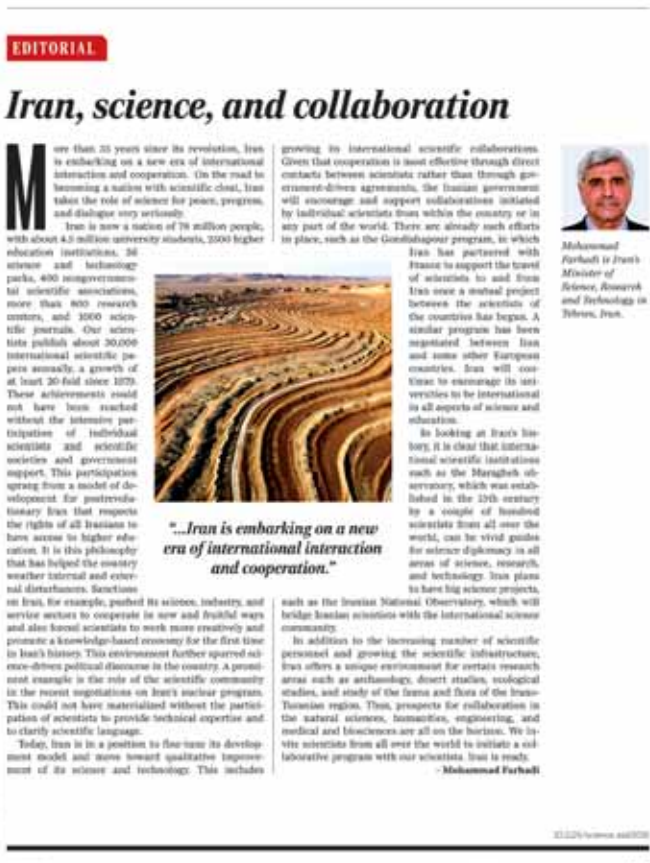 EDITORIAL
Iran, science, and collaboration
More than 35 years since its revolution, Iran
is embarking on a new era of international
interaction and cooperation. On the road to
becoming a nation with scientific clout, Iran
takes the role of science for peace, progress,
and dialogue very seriously.
Iran is now a nation of 78 million people,
with about 4.5 million university students, 2500 higher
education institutions, 36
science and technology
parks, 400 nongovernmen-
tal scientific associations,
more than 800 research
centers, and 1000 scien-
tific journals. Our scien-
tists publish about 30,000
international scientific pa-
pers annually, a growth of
at least 20-fold since 1979.
These achievements could
not have been reached
without the intensive par-
ticipation of individual
scientists and scientific
societies and government
support. This participation
sprang from a model of de-
velopment for postrevolu-
tionary Iran that respects
the rights of all Iranians to
have access to higher edu-
cation. It is this philosophy
that has helped the country
weather internal and exter-
nal disturbances. Sanctions
on Iran, for example, pushed its science, industry, and
service sectors to cooperate in new and fruitful ways
and also forced scientists to work more creatively and
promote a knowledge-based economy for the first time
in Iran's history. This environment further spurred sci-
ence-driven political discourse in the country. A promi-
nent example is the role of the scientific community
in the recent negotiations on Iran's nuclear program.
This could not have materialized without the partici-
pation of scientists to provide technical expertise and
to clarify scientific language.
Today, Iran is in a position to fine-tune its develop-
ment model and move toward qualitative improve-
ment of its science and technology. This includes
growing its international scientific collaborations.
Given that cooperation is most effective through direct
contacts between scientists rather than through gov-
ernment-driven agreements, the Iranian government
will encourage and support collaborations initiated
by individual scientists from within the country or in
any part of the world. There are already such efforts
in place, such as the Gondishapour program, in which
Iran has partnered with
France to support the travel
of scientists to and from
Iran once a mutual project
between the scientists of
the countries has begun. A
similar program has been
negotiated between Iran
and some other European
countries. Iran will con-
tinue to encourage its uni-
versities to be international
in all aspects of science and
education.
In looking at Iran's his-
tory, it is clear that interna-
tional scientific institutions
such as the Maragheh ob-
servatory, which was estab-
lished in the 13th century
by a couple of hundred
scientists from all over the
world, can be vivid guides
for science diplomacy in all
areas of science, research,
and technology. Iran plans
to have big science projects,
such as the Iranian National Observatory, which will
bridge Iranian scientists with the international science
community.
In addition to the increasing number of scientific
personnel and growing the scientific infrastructure,
Iran offers a unique environment for certain research
areas such as archaeology, desert studies, ecological
studies, and study of the fauna and flora of the Irano-
Turanian region. Thus, prospects for collaboration in
the natural sciences, humanities, engineering, and
medical and biosciences are all on the horizon. We in-
vite scientists from all over the world to initiate a col-
laborative program with our scientists. Iran is ready.
– Mohammad Farhadi
"...Iran is embarking on a new
era of international interaction
and cooperation."
Mohammad
Farhadi is Iran's
Minister of
Science, Research
and Technology in
Tehran, Iran.